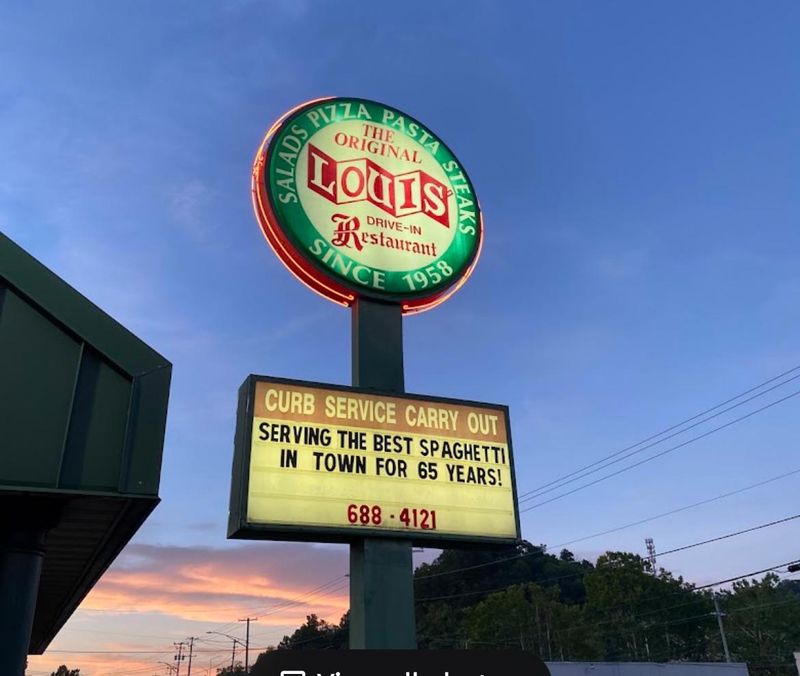 SALADS PIZZA PASTA STEAKS
THE
ORIGINAL
LOUIS'
DRIVE-IN
Restaurant
SINCE 1958
CURB SERVICE CARRY OUT
SERVING THE BEST SPAGHETTI
IN TOWN FOR 65 YEARS!
688-4121